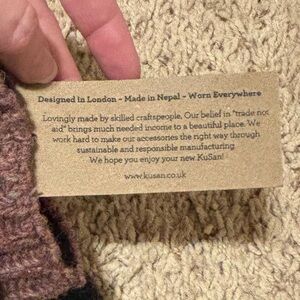 Designed in London - Made in Nepal - Worn Everywhere
Lovingly made by skilled craftspeople. Our belief in "trade not
aid" brings much needed income to a beautiful place. We
work hard to make our accessories the right way through
sustainable and responsible manufacturing.
We hope you enjoy your new KuSan!
www.kusan.co.uk